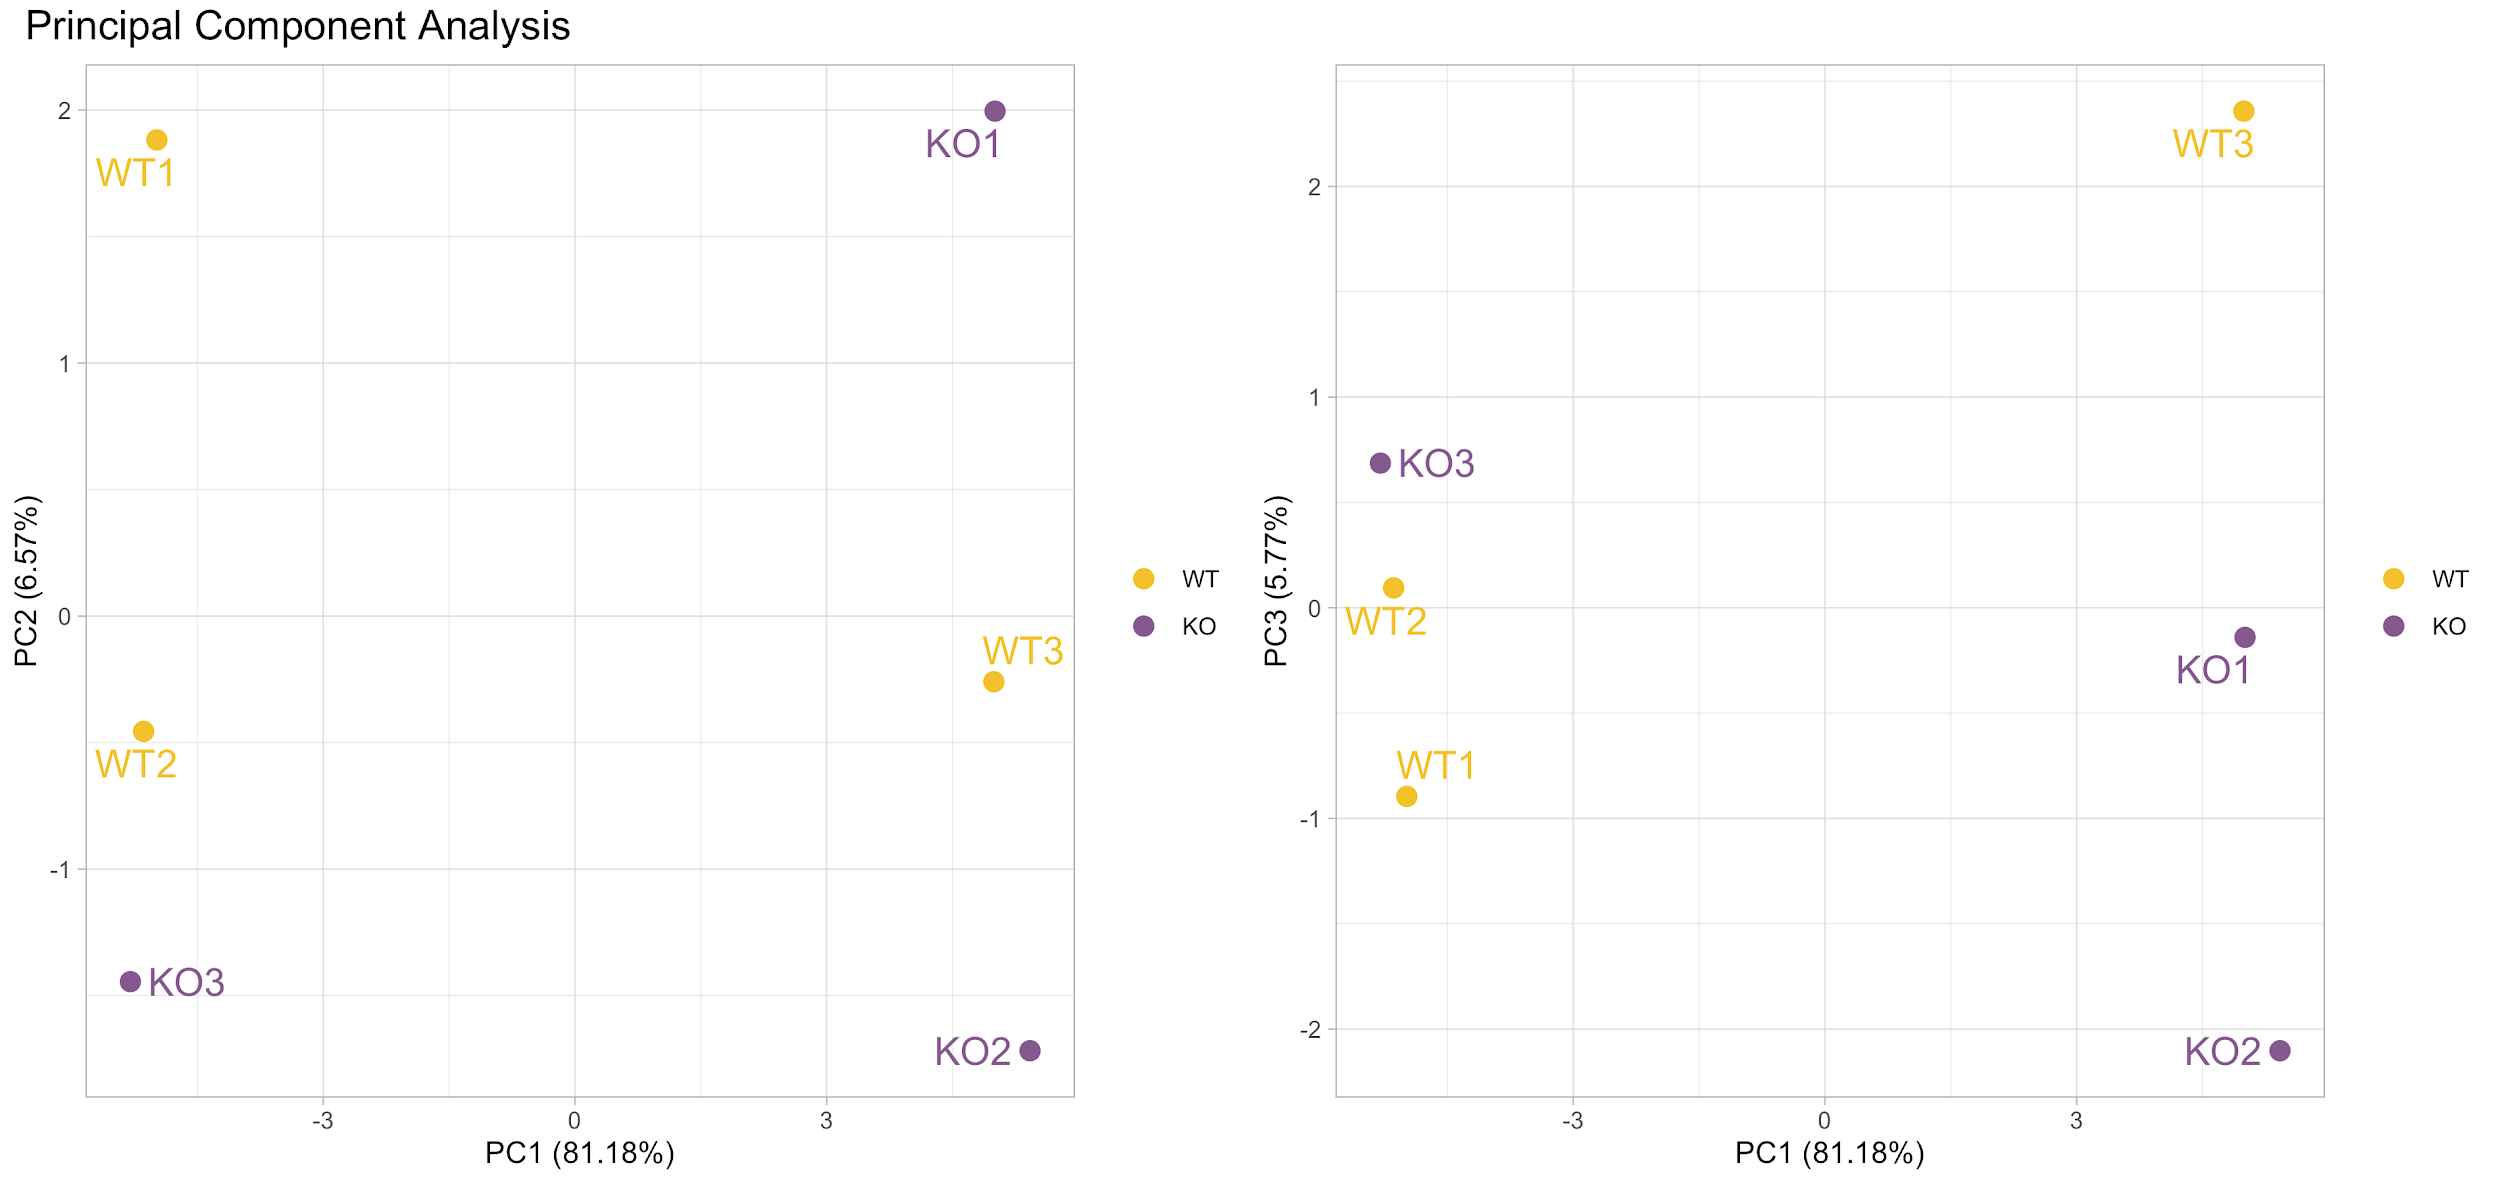 Principal Component Analysis
2
1
0
-1
PC2 (6.57%)
WT1
KO1
WT3
WT2
KO3
KO2
-3
0
3
PC1 (81.18%)
WT
KO
2
1
0
-1
-2
PC3 (5.77%)
WT3
KO3
WT2
KO1
WT1
KO2
-3
0
3
PC1 (81.18%)
WT
KO